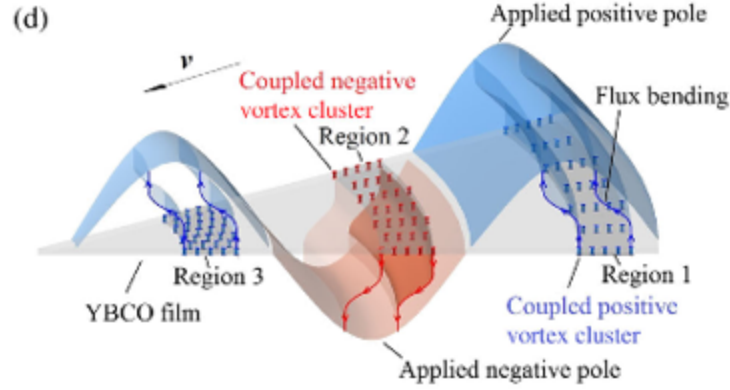 (d)
Applied positive pole
v
Coupled negative
vortex cluster
Flux bending
Region 2
Region 3
Region 1
YBCO film
Coupled positive
vortex cluster
Applied negative pole